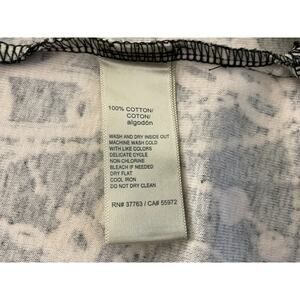 100% COTTON/
COTON/
algodón
WASH AND DRY INSIDE OUT
MACHINE WASH COLD
WITH LIKE COLORS
DELICATE CYCLE
NON-CHLORINE
BLEACH IF NEEDED
DRY FLAT
COOL IRON
DO NOT DRY CLEAN
RN# 37763 / CA# 55972